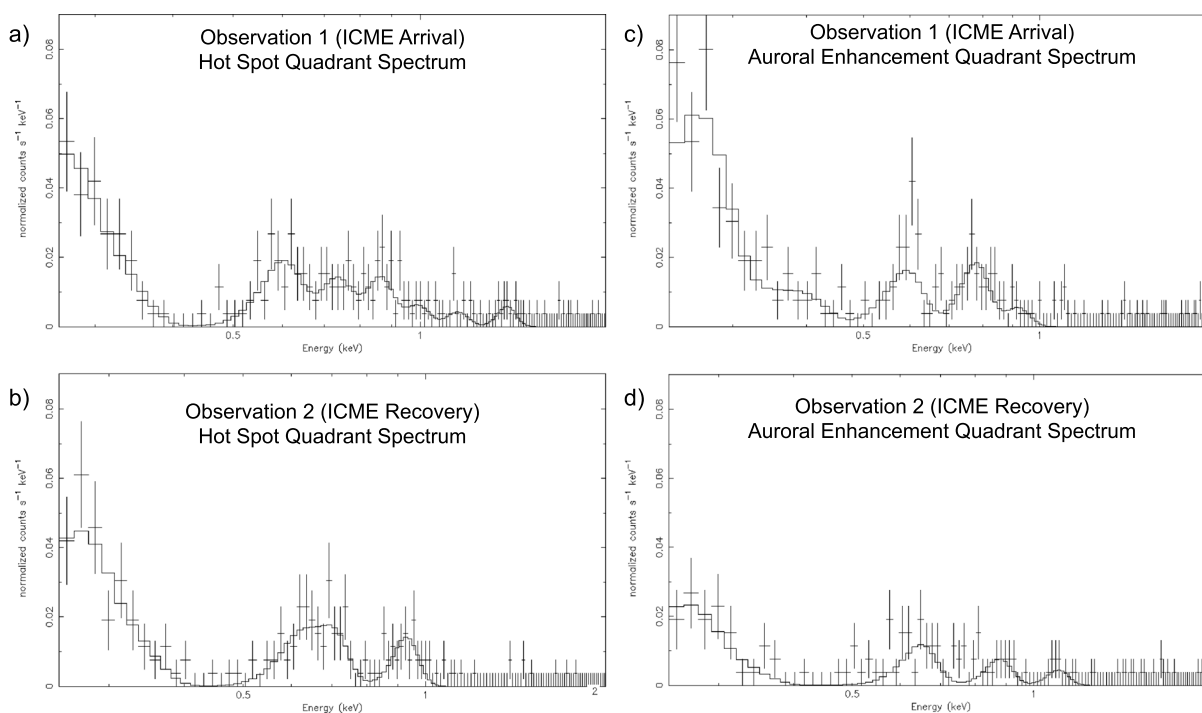 a)
Observation 1 (ICME Arrival)
Hot Spot Quadrant Spectrum
normalized counts s⁻¹ keV⁻¹
0.08
0.06
0.04
0.02
0
0.5
1
Energy (keV)
c)
Observation 1 (ICME Arrival)
Auroral Enhancement Quadrant Spectrum
normalized counts s⁻¹ keV⁻¹
0.08
0.06
0.04
0.02
0
0.5
1
Energy (keV)
b)
Observation 2 (ICME Recovery)
Hot Spot Quadrant Spectrum
normalized counts s⁻¹ keV⁻¹
0.08
0.06
0.04
0.02
0
0.5
1
2
Energy (keV)
d)
Observation 2 (ICME Recovery)
Auroral Enhancement Quadrant Spectrum
normalized counts s⁻¹ keV⁻¹
0.08
0.06
0.04
0.02
0
0.5
1
Energy (keV)